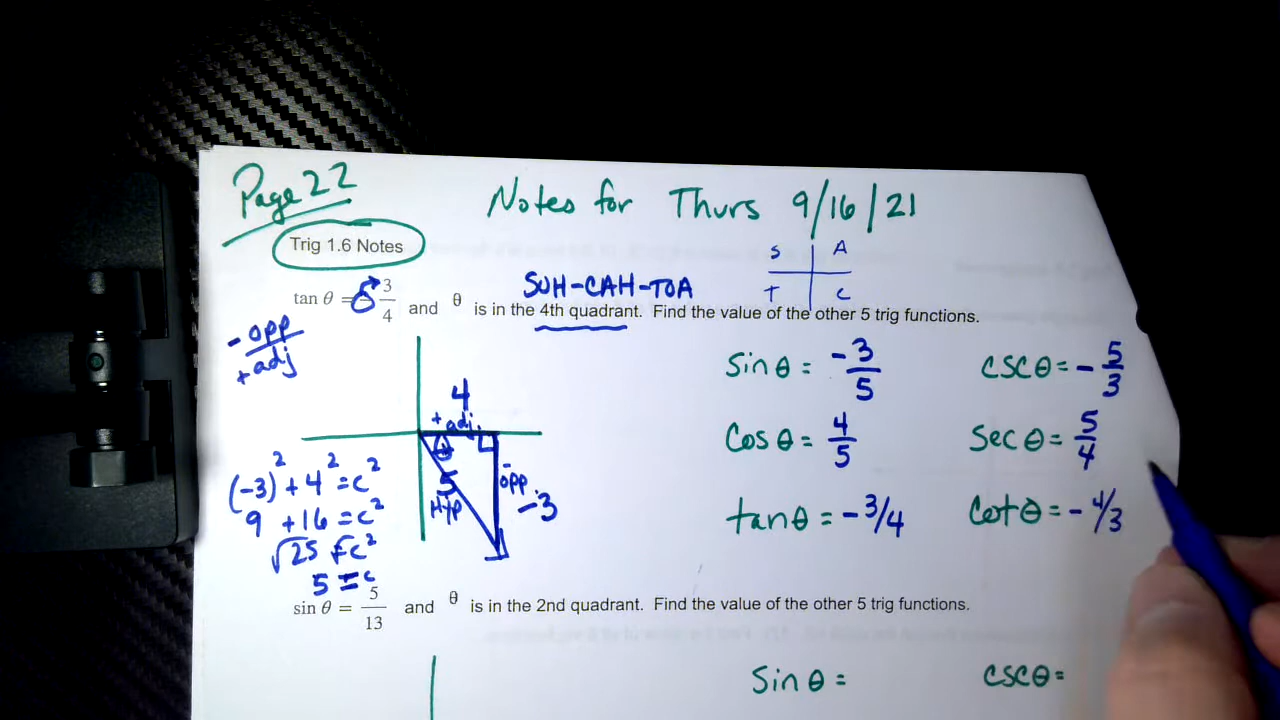 Page 22
Notes for Thurs 9/16/21
Trig 1.6 Notes
S A
T C
SOH-CAH-TOA
tan θ = 3/4 and θ is in the 4th quadrant. Find the value of the other 5 trig functions.
- opp
+ adj
4
+ adj.
θ
5
Hyp
- opp
-3
(-3)² + 4² = c²
9 + 16 = c²
√25 = c²
5 = c
sin θ = -3/5 csc θ = -5/3
cos θ = 4/5 sec θ = 5/4
tan θ = -3/4 cot θ = -4/3
sin θ = 5/13 and θ is in the 2nd quadrant. Find the value of the other 5 trig functions.
sin θ = csc θ =